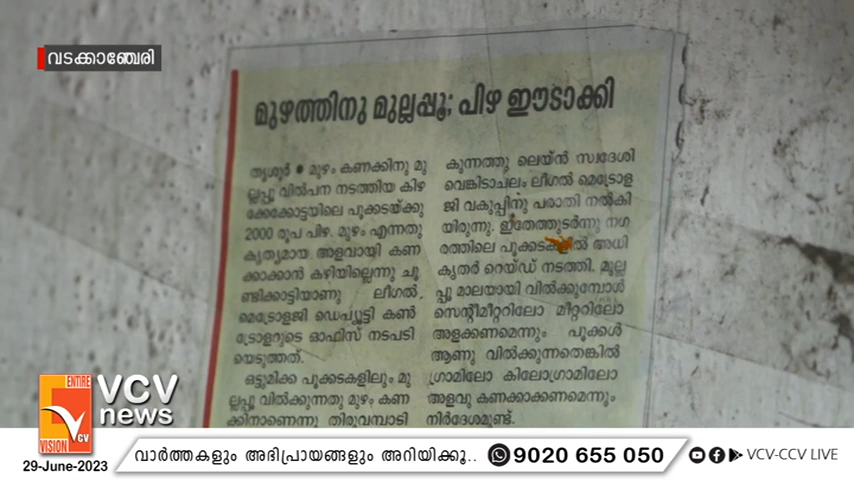 വടക്കാഞ്ചേരി
മുഴത്തിനു മുല്ലപ്പൂ; പിഴ ഈടാക്കി
തൃശൂർ ● മുഴം കണക്കിനു മു
ല്ലപ്പൂ വിൽപന നടത്തിയ കിഴ
ക്കേകോട്ടയിലെ പൂക്കടയ്ക്കു
2000 രൂപ പിഴ. മുഴം എന്നതു
കൃത്യമായ അളവായി കണ
ക്കാക്കാൻ കഴിയില്ലെന്നു ചൂ
ണ്ടിക്കാട്ടിയാണു ലീഗൽ
മെട്രോളജി ഡെപ്യൂട്ടി കൺ
ട്രോളറുടെ ഓഫിസ് നടപടി
യെടുത്തത്.
ഒട്ടുമിക്ക പൂക്കടകളിലും മു
ല്ലപ്പൂ വിൽക്കുന്നതു മുഴം കണ
ക്കിനാണെന്നു തിരുവമ്പാടി
കുന്നത്തു ലെയ്ൻ സ്വദേശി
വെങ്കിടാചലം ലീഗൽ മെട്രോള
ജി വകുപ്പിനു പരാതി നൽകി
യിരുന്നു. ഇതേത്തുടർന്നു നഗ
രത്തിലെ പൂക്കടകളിൽ അധി
കൃതർ റെയ്ഡ് നടത്തി. മുല്ല
പ്പൂ മാലയായി വിൽക്കുമ്പോൾ
സെന്റീമീറ്ററിലോ മീറ്ററിലോ
അളക്കണമെന്നും പൂക്കൾ
ആണു വിൽക്കുന്നതെങ്കിൽ
ഗ്രാമിലോ കിലോഗ്രാമിലോ
അളവു കണക്കാക്കണമെന്നും
നിർദേശമുണ്ട്.
ENTIRE
VISION
CV
VCV
news
29-June-2023
വാർത്തകളും അഭിപ്രായങ്ങളും അറിയിക്കൂ..
9020 655 050
VCV-CCV LIVE